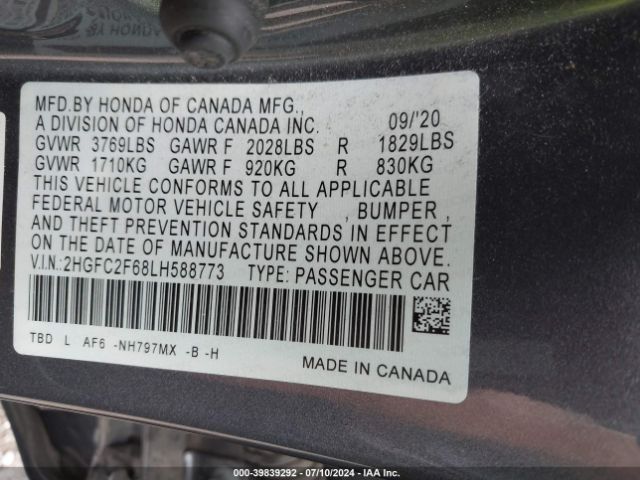 MFD.BY HONDA OF CANADA MFG.,
A DIVISION OF HONDA CANADA INC. 09/'20
GVWR 3769LBS GAWR F 2028LBS R 1829LBS
GVWR 1710KG GAWR F 920KG R 830KG
THIS VEHICLE CONFORMS TO ALL APPLICABLE
FEDERAL MOTOR VEHICLE SAFETY , BUMPER ,
AND THEFT PREVENTION STANDARDS IN EFFECT
ON THE DATE OF MANUFACTURE SHOWN ABOVE.
V.I.N:2HGFC2F68LH588773 TYPE: PASSENGER CAR
TBD L AF6 -NH797MX -B -H
MADE IN CANADA
000-39839292 - 07/10/2024 - IAA Inc.